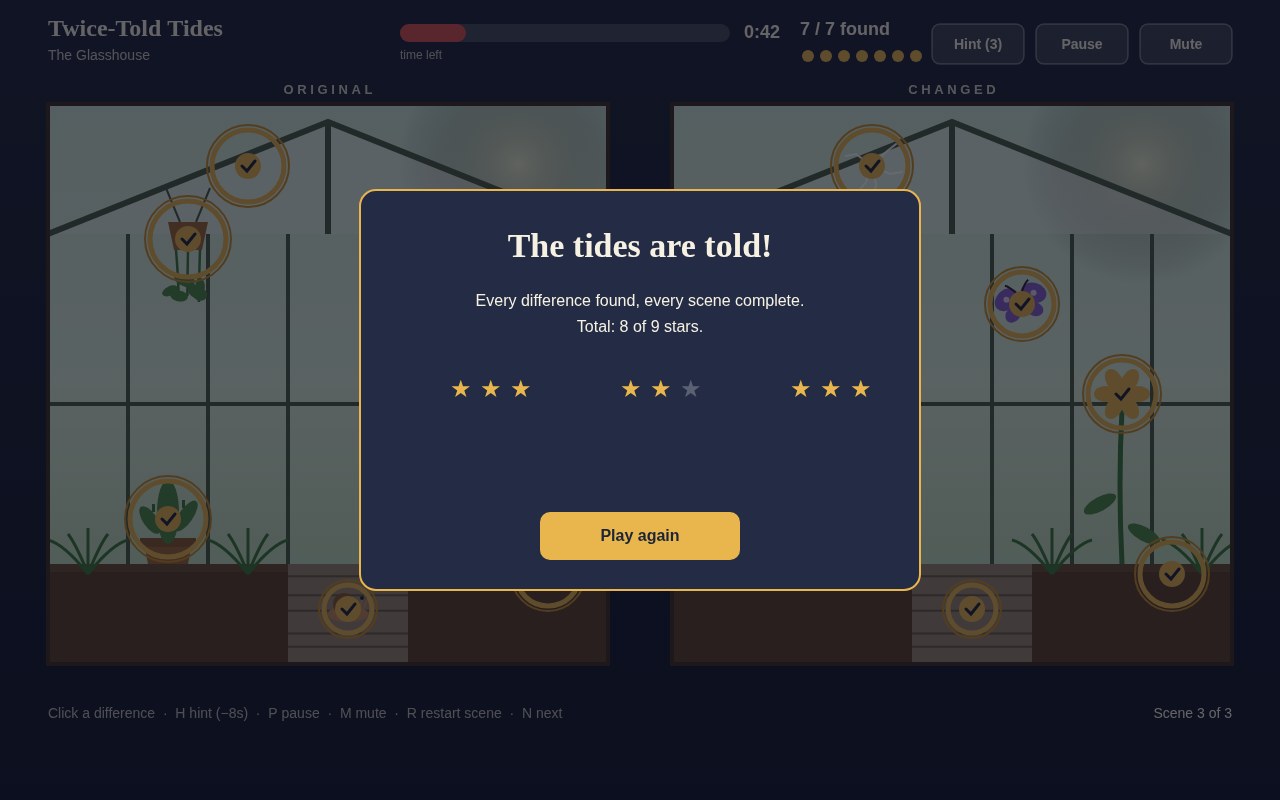 Twice-Told Tides
The Glasshouse
time left
0:42
7 / 7 found
Hint (3)
Pause
Mute
ORIGINAL
CHANGED
The tides are told!
Every difference found, every scene complete.
Total: 8 of 9 stars.
Play again
Click a difference · H hint (−8s) · P pause · M mute · R restart scene · N next
Scene 3 of 3